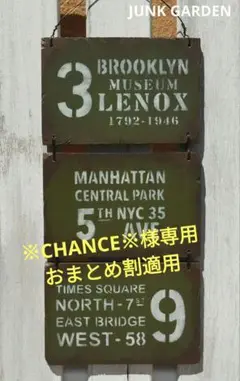 JUNK GARDEN
3 BROOKLYN
MUSEUM
LENOX
1792-1946
MANHATTAN
CENTRAL PARK
5TH NYC 35
AVE
※CHANCE※様専用
おまとめ割適用
TIMES SQUARE
NORTH-7ST
EAST BRIDGE
WEST-58
9